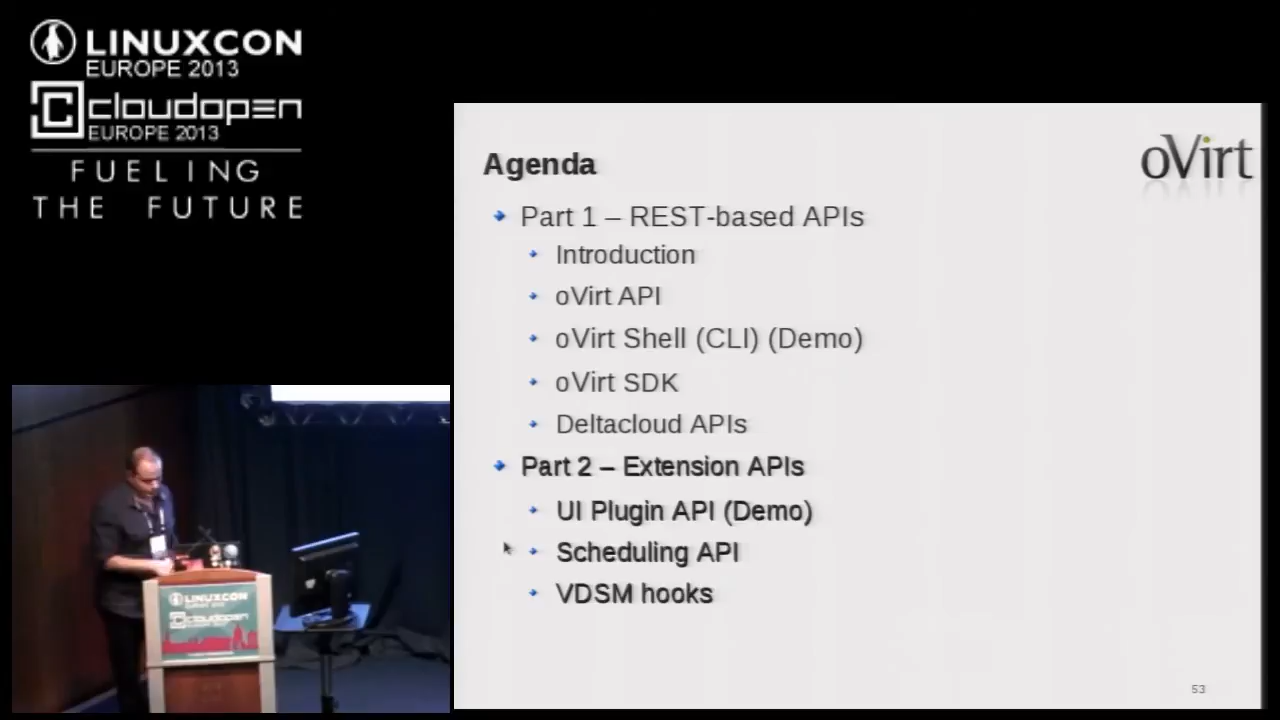 LINUXCON
EUROPE 2013
cloudopen
EUROPE 2013
FUELING
THE FUTURE
oVirt
Agenda
Part 1 – REST-based APIs
Introduction
oVirt API
oVirt Shell (CLI) (Demo)
oVirt SDK
Deltacloud APIs
Part 2 – Extension APIs
UI Plugin API (Demo)
Scheduling API
VDSM hooks
53
LINUXCON
cloudopen